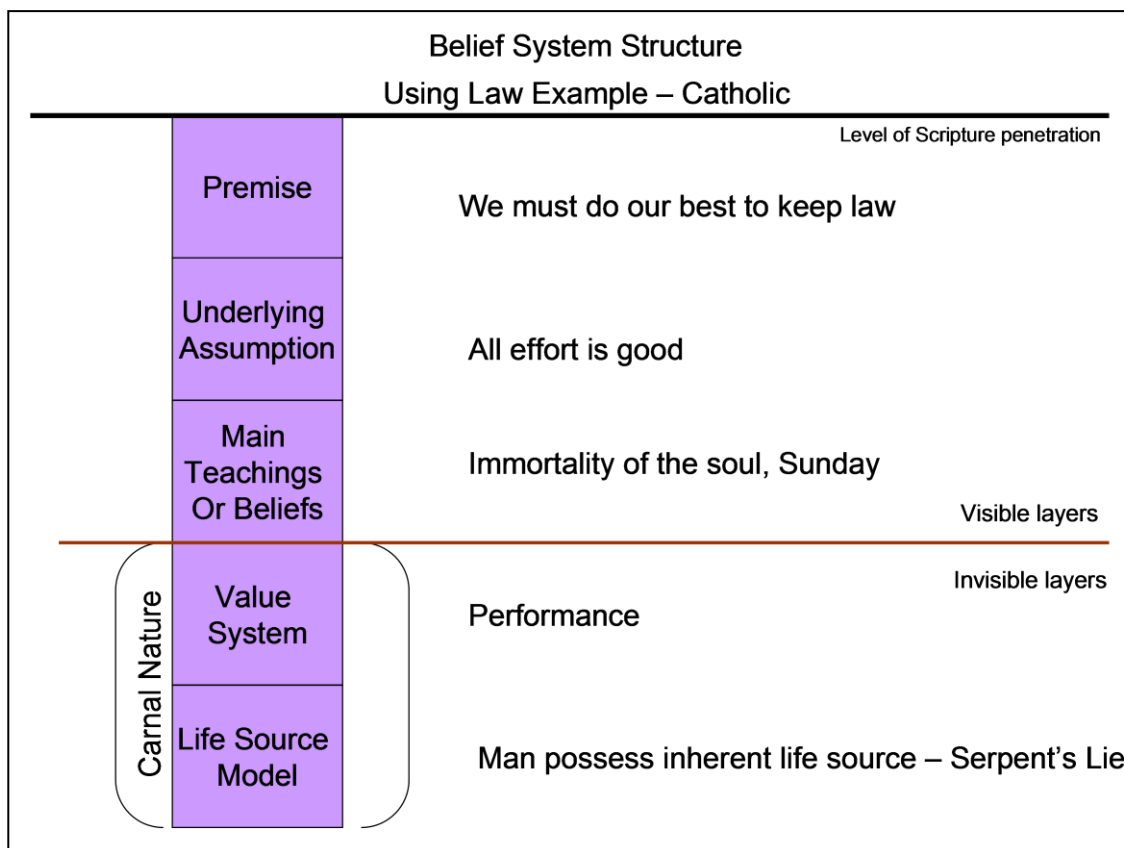 Belief System Structure
Using Law Example – Catholic
Level of Scripture penetration
Premise
We must do our best to keep law
Underlying
Assumption
All effort is good
Main
Teachings
Or Beliefs
Immortality of the soul, Sunday
Visible layers
Invisible layers
Carnal Nature
Value
System
Performance
Life Source
Model
Man possess inherent life source – Serpent's Lie